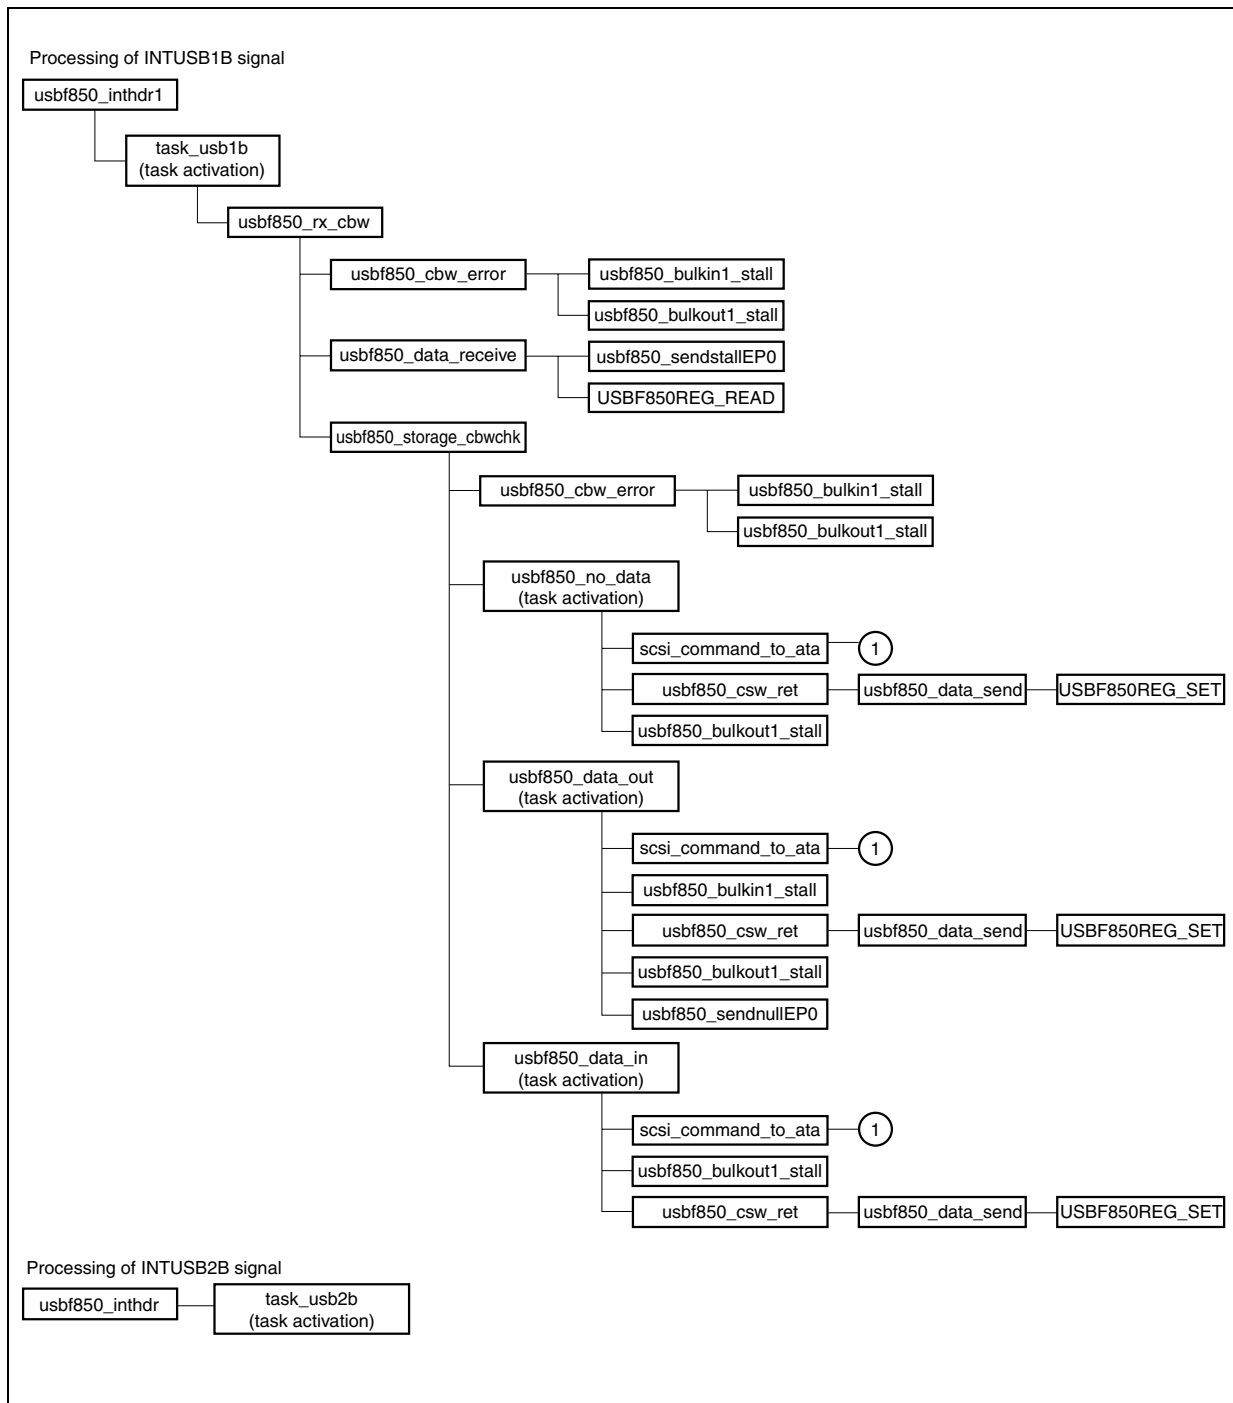 Processing of INTUSB1B signal
usbf850_inthdr1
task_usb1b
(task activation)
usbf850_rx_cbw
usbf850_cbw_error
usbf850_bulkin1_stall
usbf850_bulkout1_stall
usbf850_data_receive
usbf850_sendstallEP0
USBF850REG_READ
usbf850_storage_cbwchk
usbf850_cbw_error
usbf850_bulkin1_stall
usbf850_bulkout1_stall
usbf850_no_data
(task activation)
scsi_command_to_ata
1
usbf850_csw_ret
usbf850_data_send
USBF850REG_SET
usbf850_bulkout1_stall
usbf850_data_out
(task activation)
scsi_command_to_ata
1
usbf850_bulkin1_stall
usbf850_csw_ret
usbf850_data_send
USBF850REG_SET
usbf850_bulkout1_stall
usbf850_sendnullEP0
usbf850_data_in
(task activation)
scsi_command_to_ata
1
usbf850_bulkout1_stall
usbf850_csw_ret
usbf850_data_send
USBF850REG_SET
Processing of INTUSB2B signal
usbf850_inthdr
task_usb2b
(task activation)